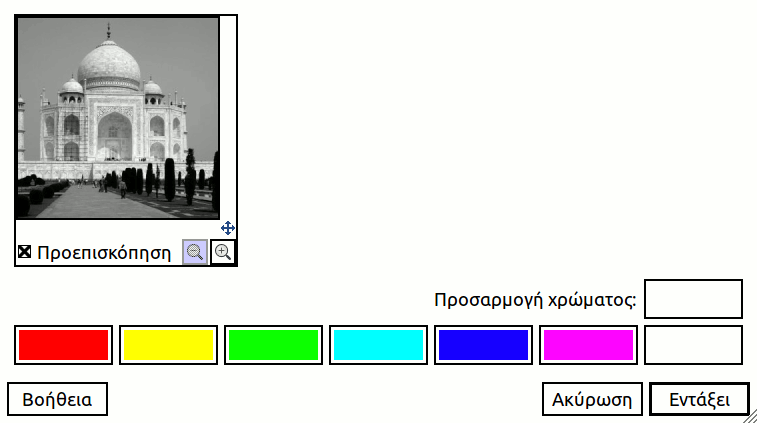 Προεπισκόπηση
Προσαρμογή χρώματος:
Βοήθεια
Ακύρωση
Εντάξει